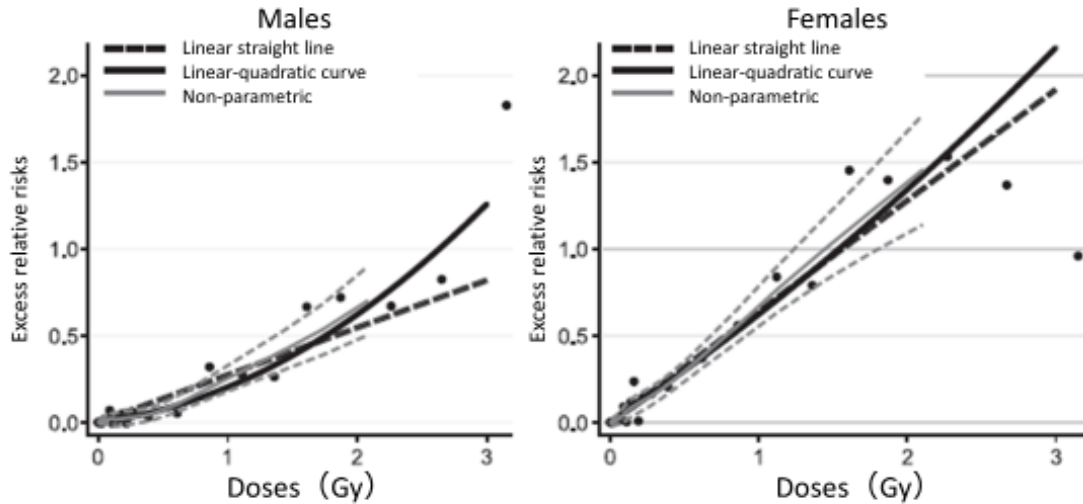 Males
Linear straight line
Linear-quadratic curve
Non-parametric
Excess relative risks
2.0
1.5
1.0
0.5
0.0
0 1 2 3
Doses (Gy)
Females
Linear straight line
Linear-quadratic curve
Non-parametric
Excess relative risks
2.0
1.5
1.0
0.5
0.0
0 1 2 3
Doses (Gy)